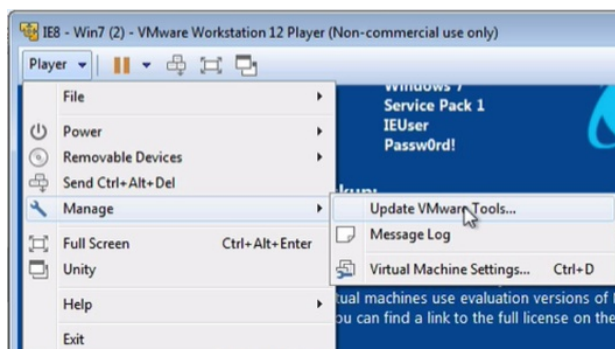 IE8 - Win7 (2) - VMware Workstation 12 Player (Non-commercial use only)
Player
Windows 7
Service Pack 1
IEUser
Passw0rd!
File
Power
Removable Devices
Send Ctrl+Alt+Del
Manage
Update VMware Tools...
Message Log
Full Screen Ctrl+Alt+Enter
Unity
Virtual Machine Settings... Ctrl+D
machines use evaluation versions of
can find a link to the full license on the
Help
Exit